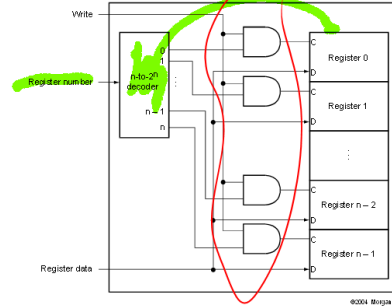 Write
0
1
C
Register 0
D
n-to-2ⁿ
decoder
Register number
C
Register 1
D
n – 1
n
C
Register n – 2
D
C
Register n – 1
D
Register data
©2004 Morgan